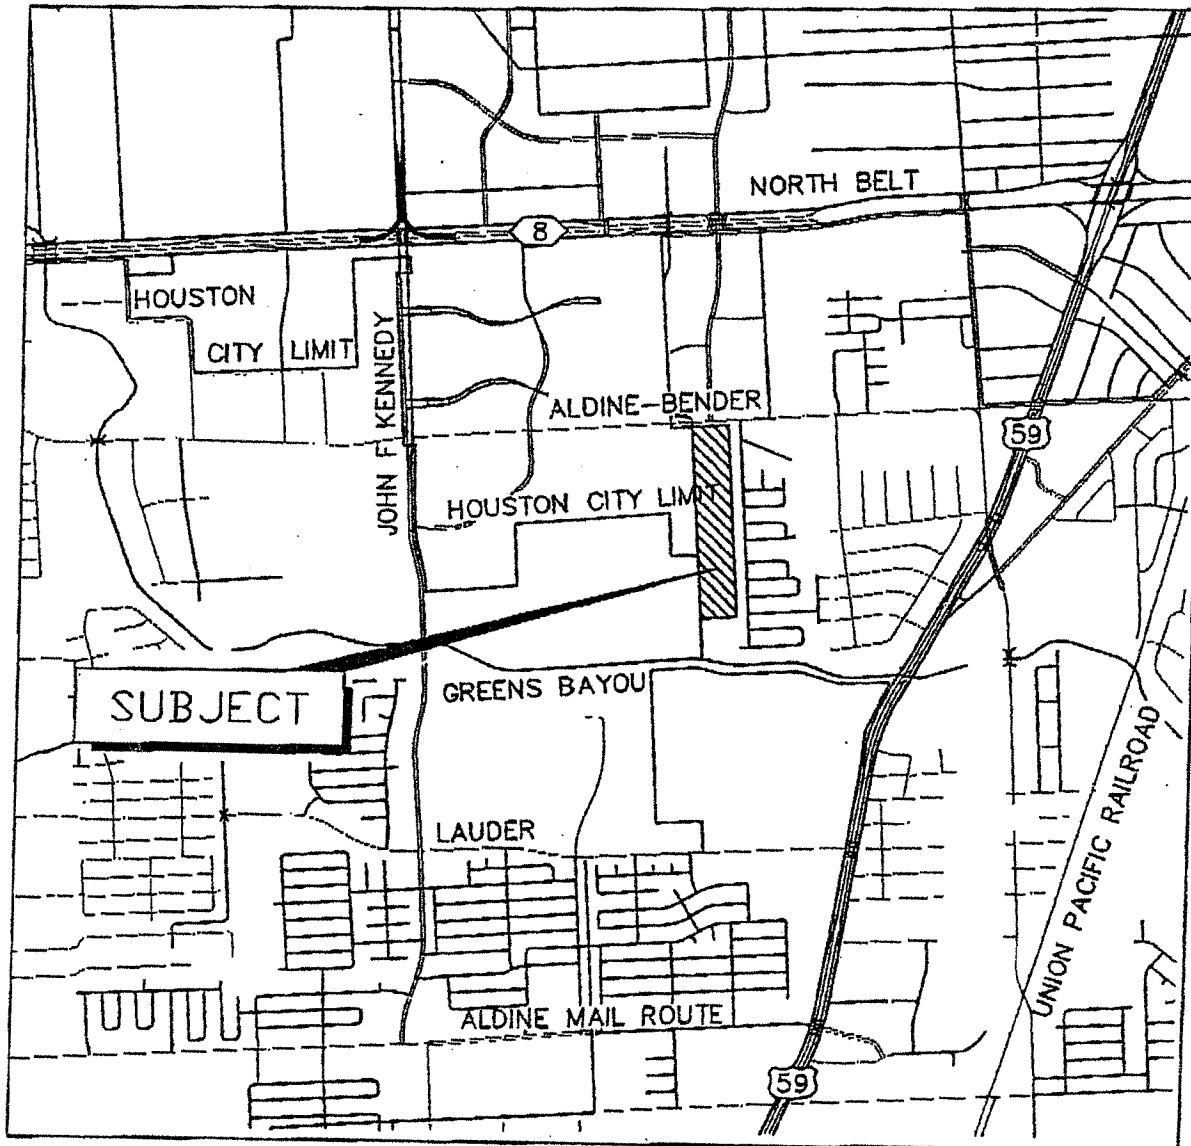 NORTH BELT
8
HOUSTON
CITY LIMIT
JOHN F KENNEDY
ALDINE-BENDER
59
HOUSTON CITY LIMIT
GREENS BAYOU
SUBJECT
UNION PACIFIC RAILROAD
LAUDER
ALDINE MAIL ROUTE
59